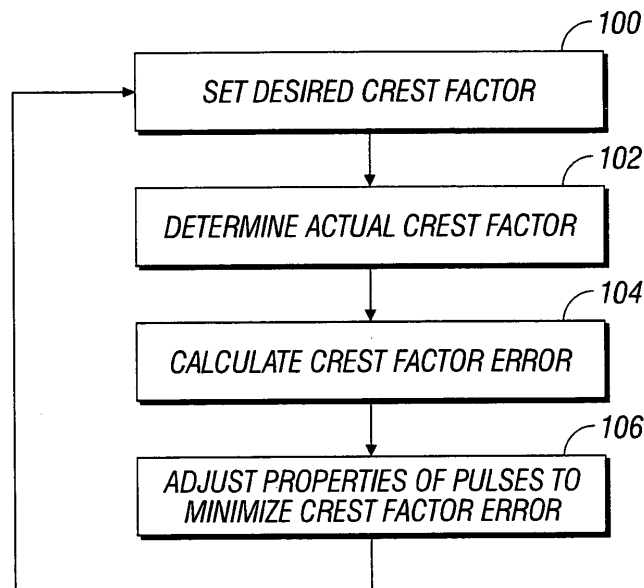 100
SET DESIRED CREST FACTOR
102
DETERMINE ACTUAL CREST FACTOR
104
CALCULATE CREST FACTOR ERROR
106
ADJUST PROPERTIES OF PULSES TO
MINIMIZE CREST FACTOR ERROR